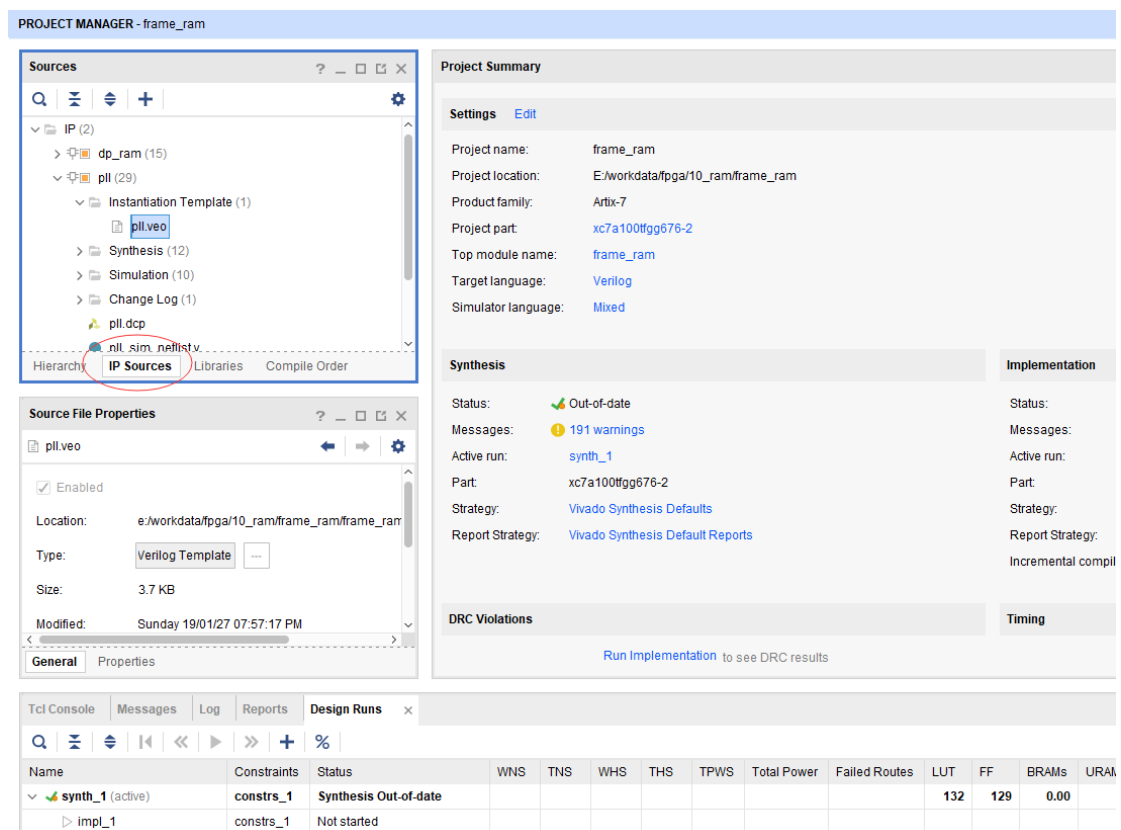 PROJECT MANAGER - frame_ram
Sources
IP (2)
dp_ram (15)
pll (29)
Instantiation Template (1)
pll.veo
Synthesis (12)
Simulation (10)
Change Log (1)
pll.dcp
pll_sim_netlist.v
Hierarchy IP Sources Libraries Compile Order
Source File Properties
pll.veo
Enabled
Location: e:/workdata/fpga/10_ram/frame_ram/frame_ram
Type: Verilog Template ...
Size: 3.7 KB
Modified: Sunday 19/01/27 07:57:17 PM
General Properties
Project Summary
Settings Edit
Project name: frame_ram
Project location: E:/workdata/fpga/10_ram/frame_ram
Product family: Artix-7
Project part: xc7a100tfgg676-2
Top module name: frame_ram
Target language: Verilog
Simulator language: Mixed
Synthesis
Status: Out-of-date
Messages: 191 warnings
Active run: synth_1
Part: xc7a100tfgg676-2
Strategy: Vivado Synthesis Defaults
Report Strategy: Vivado Synthesis Default Reports
Implementation
Status:
Messages:
Active run:
Part:
Strategy:
Report Strategy:
Incremental compil
DRC Violations
Run Implementation to see DRC results
Timing
Tcl Console Messages Log Reports Design Runs
Name Constraints Status WNS TNS WHS THS TPWS Total Power Failed Routes LUT FF BRAMs URAM
synth_1 (active) constrs_1 Synthesis Out-of-date 132 129 0.00
impl_1 constrs_1 Not started